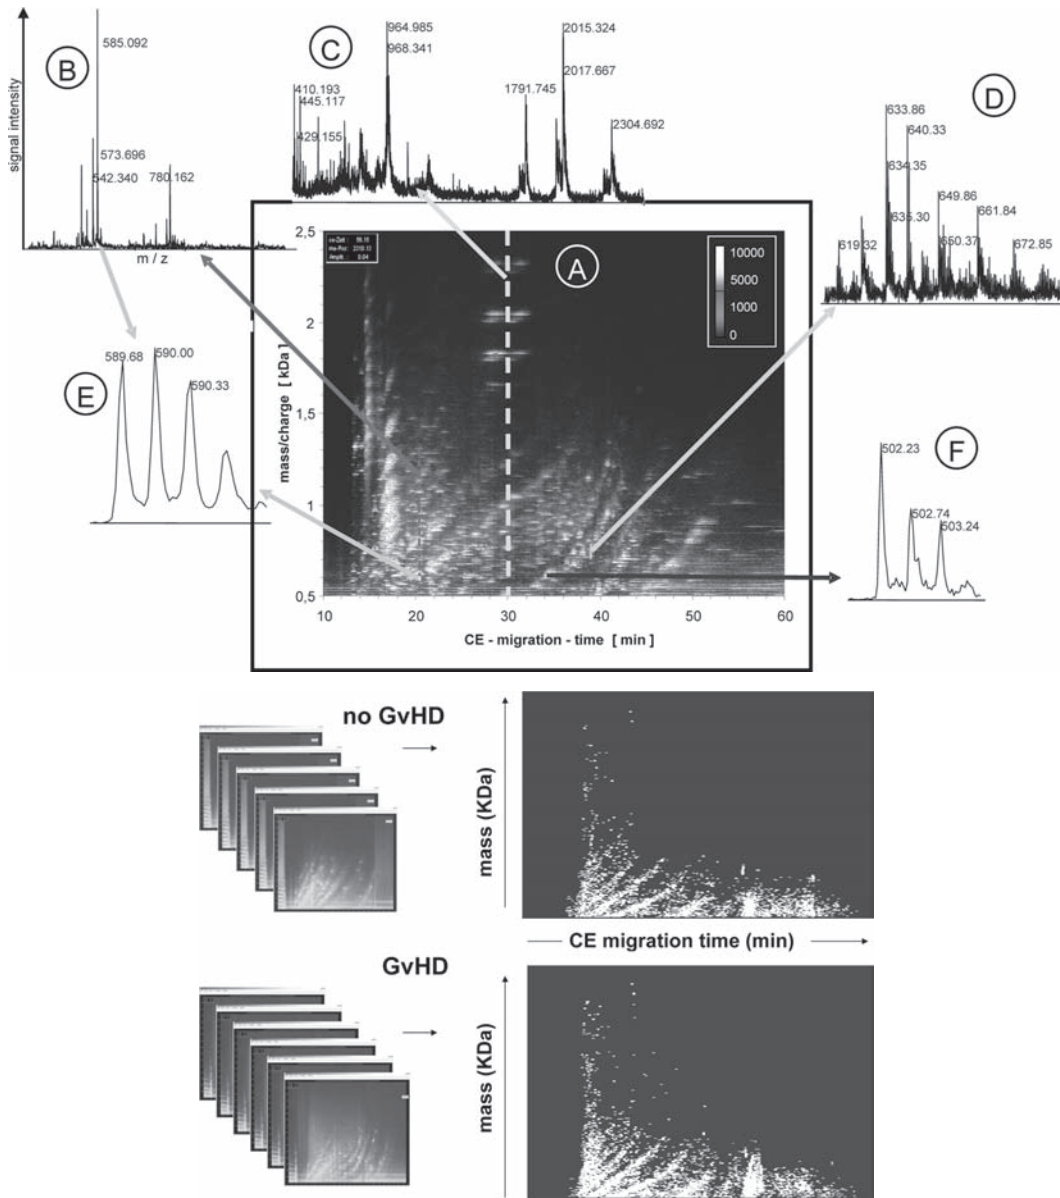 B
signal intensity
585.092
573.696
542.340
780.162
m / z
C
964.985
968.341
410.193
445.117
429.155
1791.745
2015.324
2017.667
2304.692
D
633.86
640.33
634.35
635.30
619.32
649.86
650.37
661.84
672.85
A
10000
5000
1000
0
2,5
2
1,5
1
0,5
mass/charge [ kDa ]
10 20 30 40 50 60
CE - migration - time [ min ]
E
589.68
590.00
590.33
F
502.23
502.74
503.24
no GvHD
mass (KDa)
CE migration time (min)
GvHD
mass (KDa)